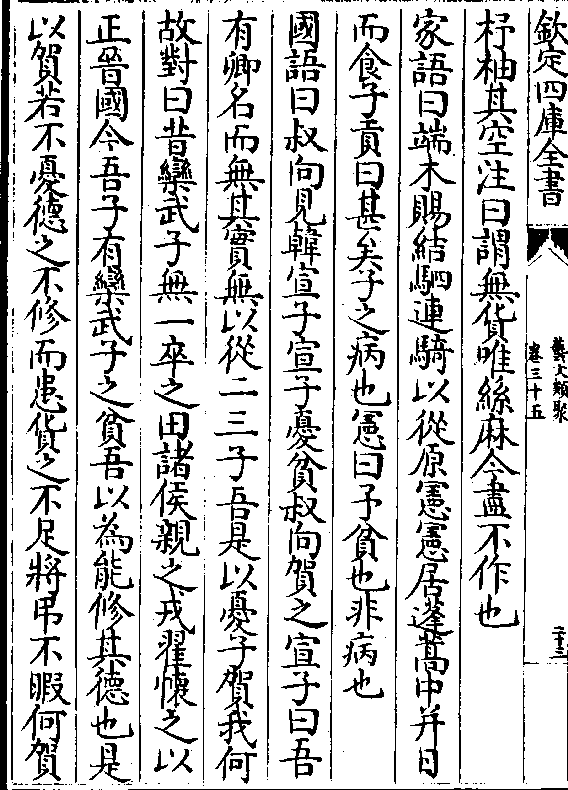 欽定四庫全書
藝文類聚
卷三十五
二十三
杼柚其空注曰謂無貨唯絲麻今盡不作也
家語曰端木賜結駟連騎以從原憲憲居蓬蒿中并日
而食子貢曰甚矣子之病也憲曰予貧也非病也
國語曰叔向見韓宣子宣子憂貧叔向賀之宣子曰吾
有卿名而無其實無以從二三子吾是以憂子賀我何
故對曰昔欒武子無一卒之田諸侯親之戎翟懷之以
正晉國今吾子有欒武子之貧吾以為能修其德也是
以賀若不憂德之不修而患貨之不足將弔不暇何賀